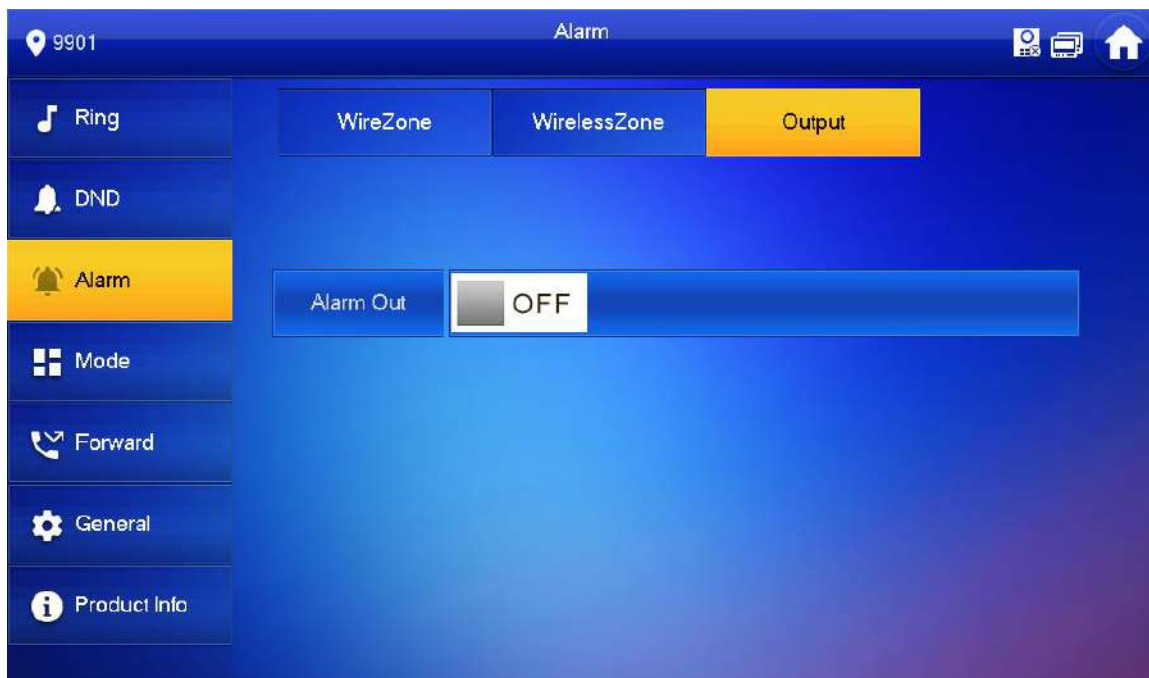 9901
Alarm
Ring
DND
Alarm
Mode
Forward
General
Product Info
WireZone
WirelessZone
Output
Alarm Out
OFF